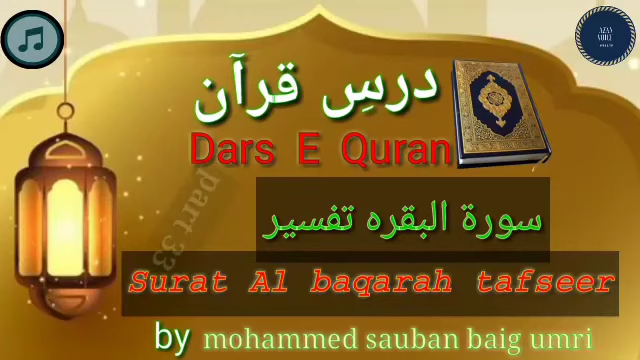 درسِ قرآن
Dars E Quran
part 33
سورة البقره تفسير
Surat Al baqarah tafseer
by mohammed sauban baig umri